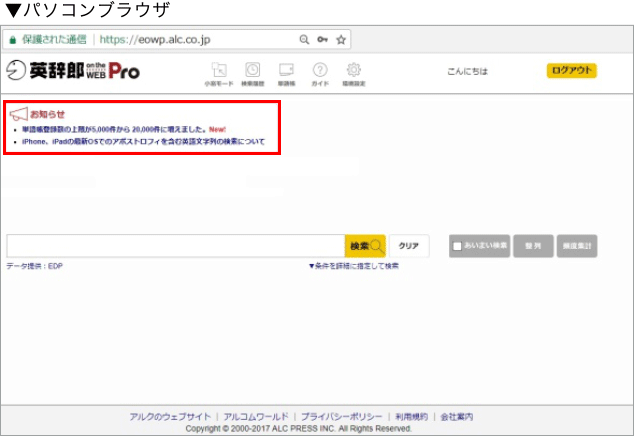 ▼パソコンブラウザ
保護された通信 | https://eowp.alc.co.jp
英辞郎 on the WEB Pro
小窓モード 検索履歴 単語帳 ガイド 環境設定 こんにちは ログアウト
お知らせ
• 単語帳登録数の上限が5,000件から 20,000件に増えました。New!
• iPhone、iPadの最新OSでのアポストロフィを含む英語文字列の検索について
検索 クリア あいまい検索 整列 頻度集計
データ提供：EDP ▼条件を詳細に指定して検索
アルクのウェブサイト | アルコムワールド | プライバシーポリシー | 利用規約 | 会社案内
Copyright © 2000-2017 ALC PRESS INC. All Rights Reserved.